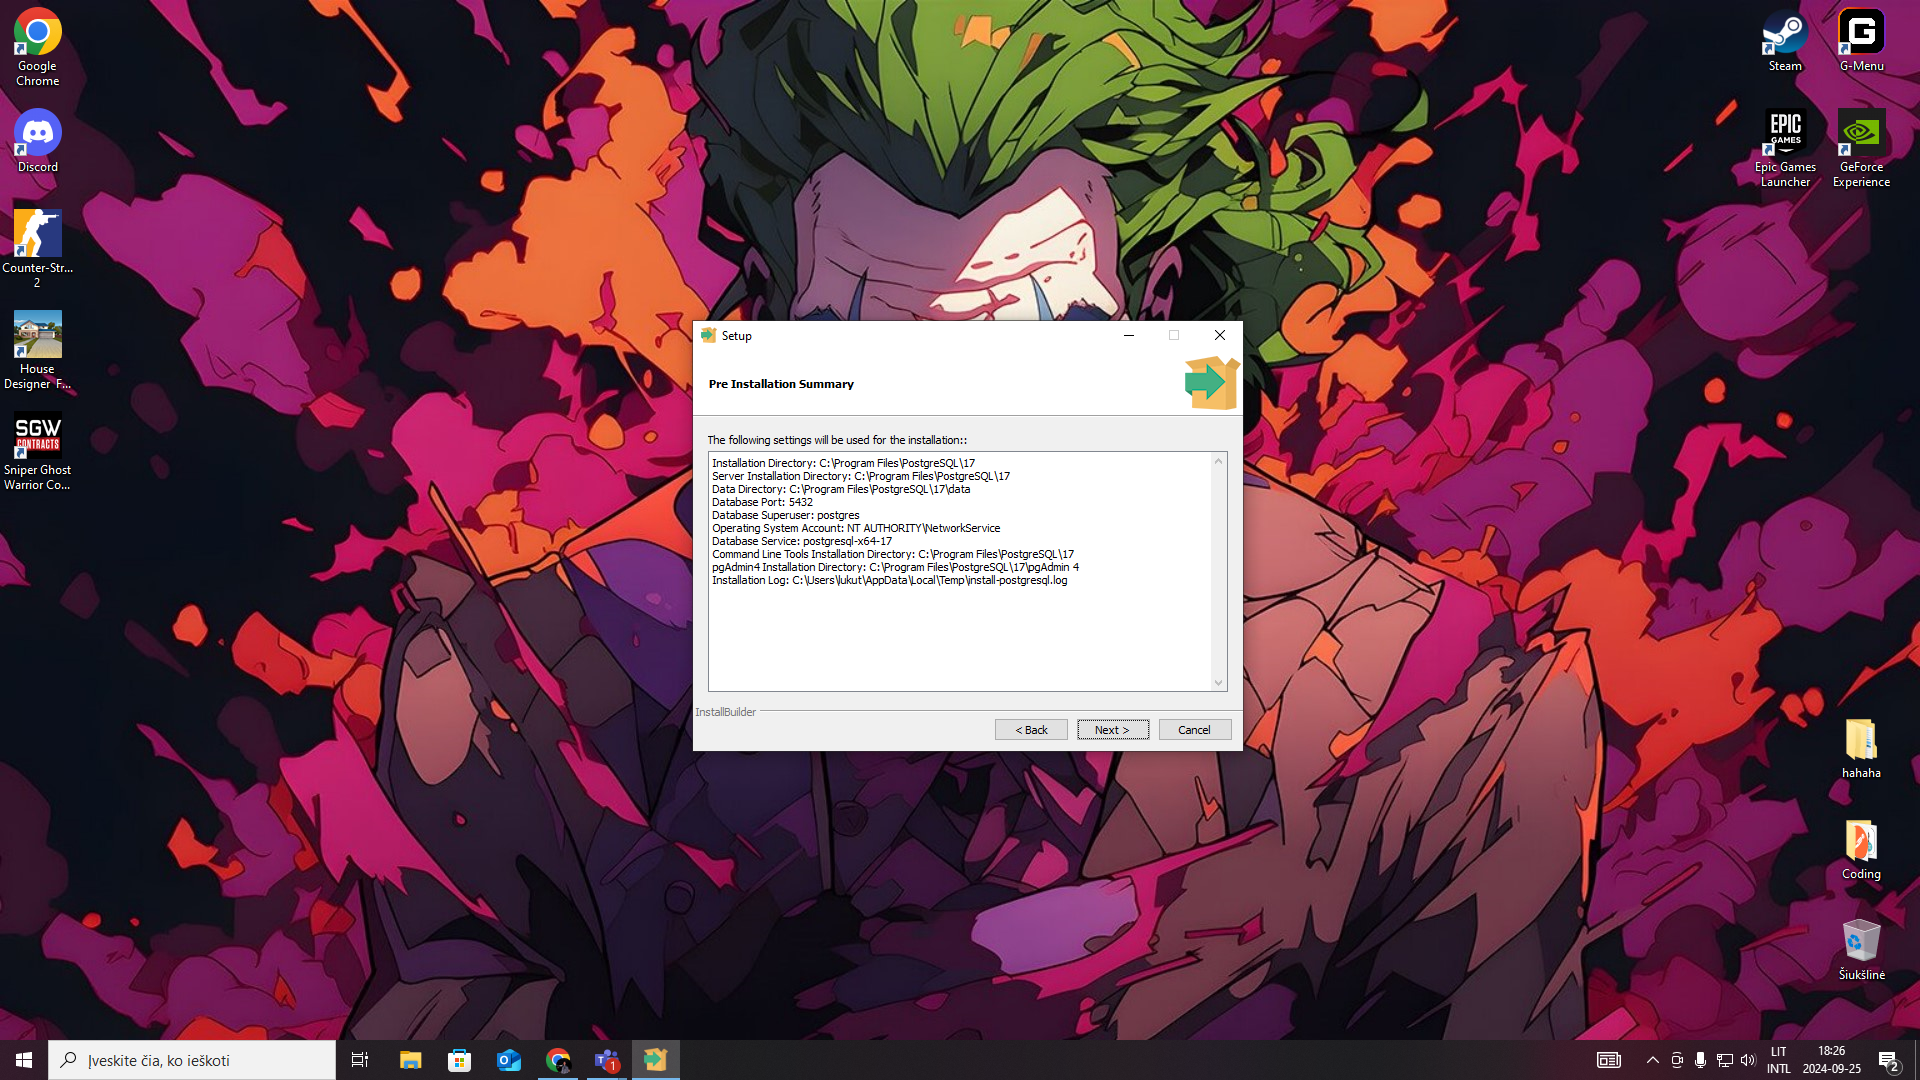 Google
Chrome
Discord
Counter-Str...
2
House
Designer F...
SGW
CONTRACTS
Sniper Ghost
Warrior Co...
Steam
G-Menu
EPIC
GAMES
Epic Games
Launcher
GeForce
Experience
Setup
Pre Installation Summary
The following settings will be used for the installation::
Installation Directory: C:\Program Files\PostgreSQL\17
Server Installation Directory: C:\Program Files\PostgreSQL\17
Data Directory: C:\Program Files\PostgreSQL\17\data
Database Port: 5432
Database Superuser: postgres
Operating System Account: NT AUTHORITY\NetworkService
Database Service: postgresql-x64-17
Command Line Tools Installation Directory: C:\Program Files\PostgreSQL\17
pgAdmin4 Installation Directory: C:\Program Files\PostgreSQL\17\pgAdmin 4
Installation Log: C:\Users\lukut\AppData\Local\Temp\install-postgresql.log
InstallBuilder
< Back
Next >
Cancel
hahaha
Coding
Šiukšlinė
Įveskite čia, ko ieškoti
1
LIT
INTL
18:26
2024-09-25
2